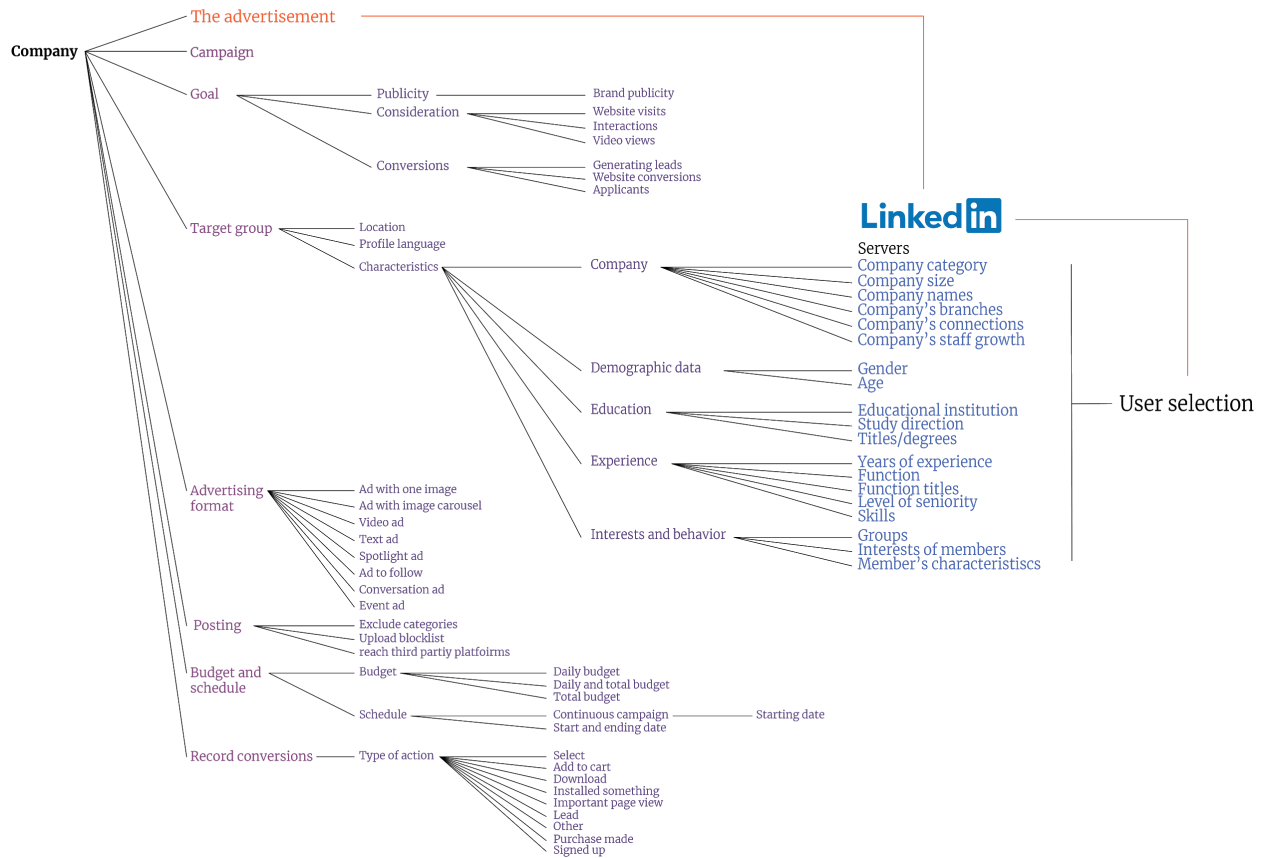 The advertisement
Company
Campaign
Goal
Publicity
Brand publicity
Consideration
Website visits
Interactions
Video views
Conversions
Generating leads
Website conversions
Applicants
Target group
Location
Profile language
Characteristics
LinkedIn
Servers
Company
Company category
Company size
Company names
Company's branches
Company's connections
Company's staff growth
Demographic data
Gender
Age
Education
Educational institution
Study direction
Titles/degrees
Experience
Years of experience
Function
Function titles
Level of seniority
Skills
Interests and behavior
Groups
Interests of members
Member's characteristiscs
User selection
Advertising
format
Ad with one image
Ad with image carousel
Video ad
Text ad
Spotlight ad
Ad to follow
Conversation ad
Event ad
Posting
Exclude categories
Upload blocklist
reach third partiy platfoirms
Budget and
schedule
Budget
Daily budget
Daily and total budget
Total budget
Schedule
Continuous campaign
Starting date
Start and ending date
Record conversions
Type of action
Select
Add to cart
Download
Installed something
Important page view
Lead
Other
Purchase made
Signed up